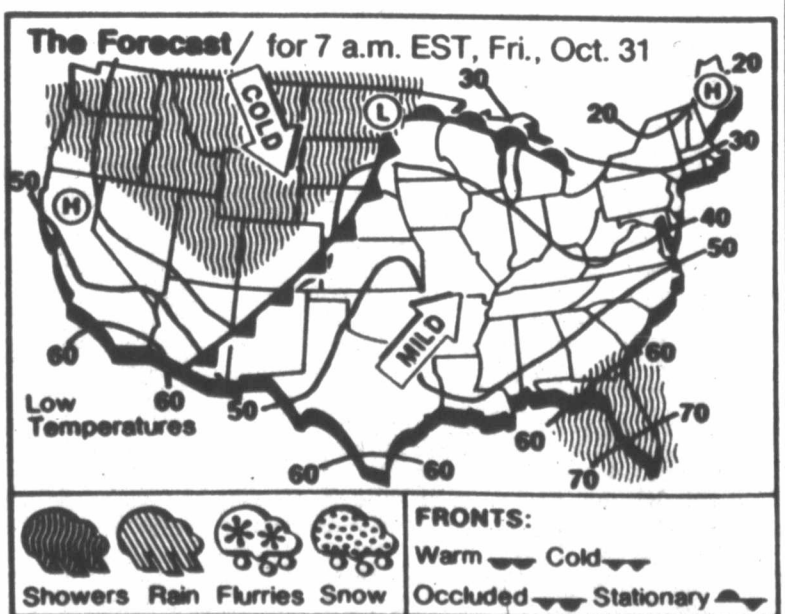 The Forecast/ for 7 a.m. EST, Fri., Oct. 31
COLD
L
30
20
H
20
30
50
H
40
50
MILD
60
60
60
50
Low
Temperatures
60
60
60
70
70
Showers Rain Flurries Snow
FRONTS:
Warm Cold
Occluded Stationary